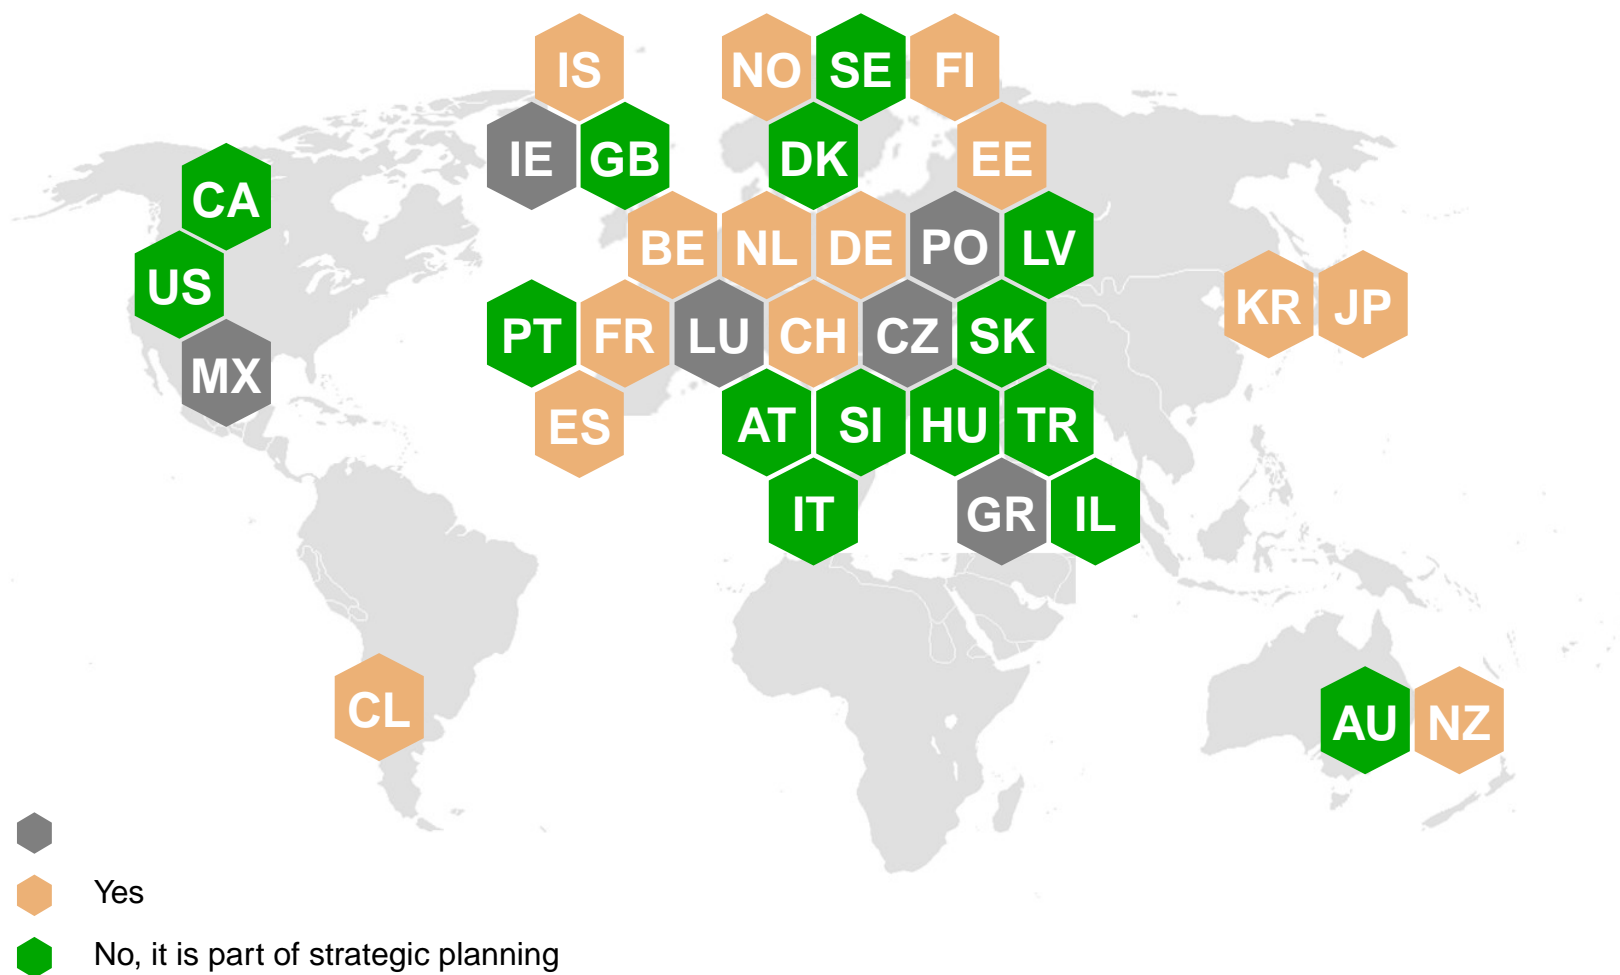 IS NO SE FI
IE GB DK EE
CA
BE NL DE PO LV
US KR JP
PT FR LU CH CZ SK
MX
ES AT SI HU TR
IT GR IL
CL AU NZ
Yes
No, it is part of strategic planning